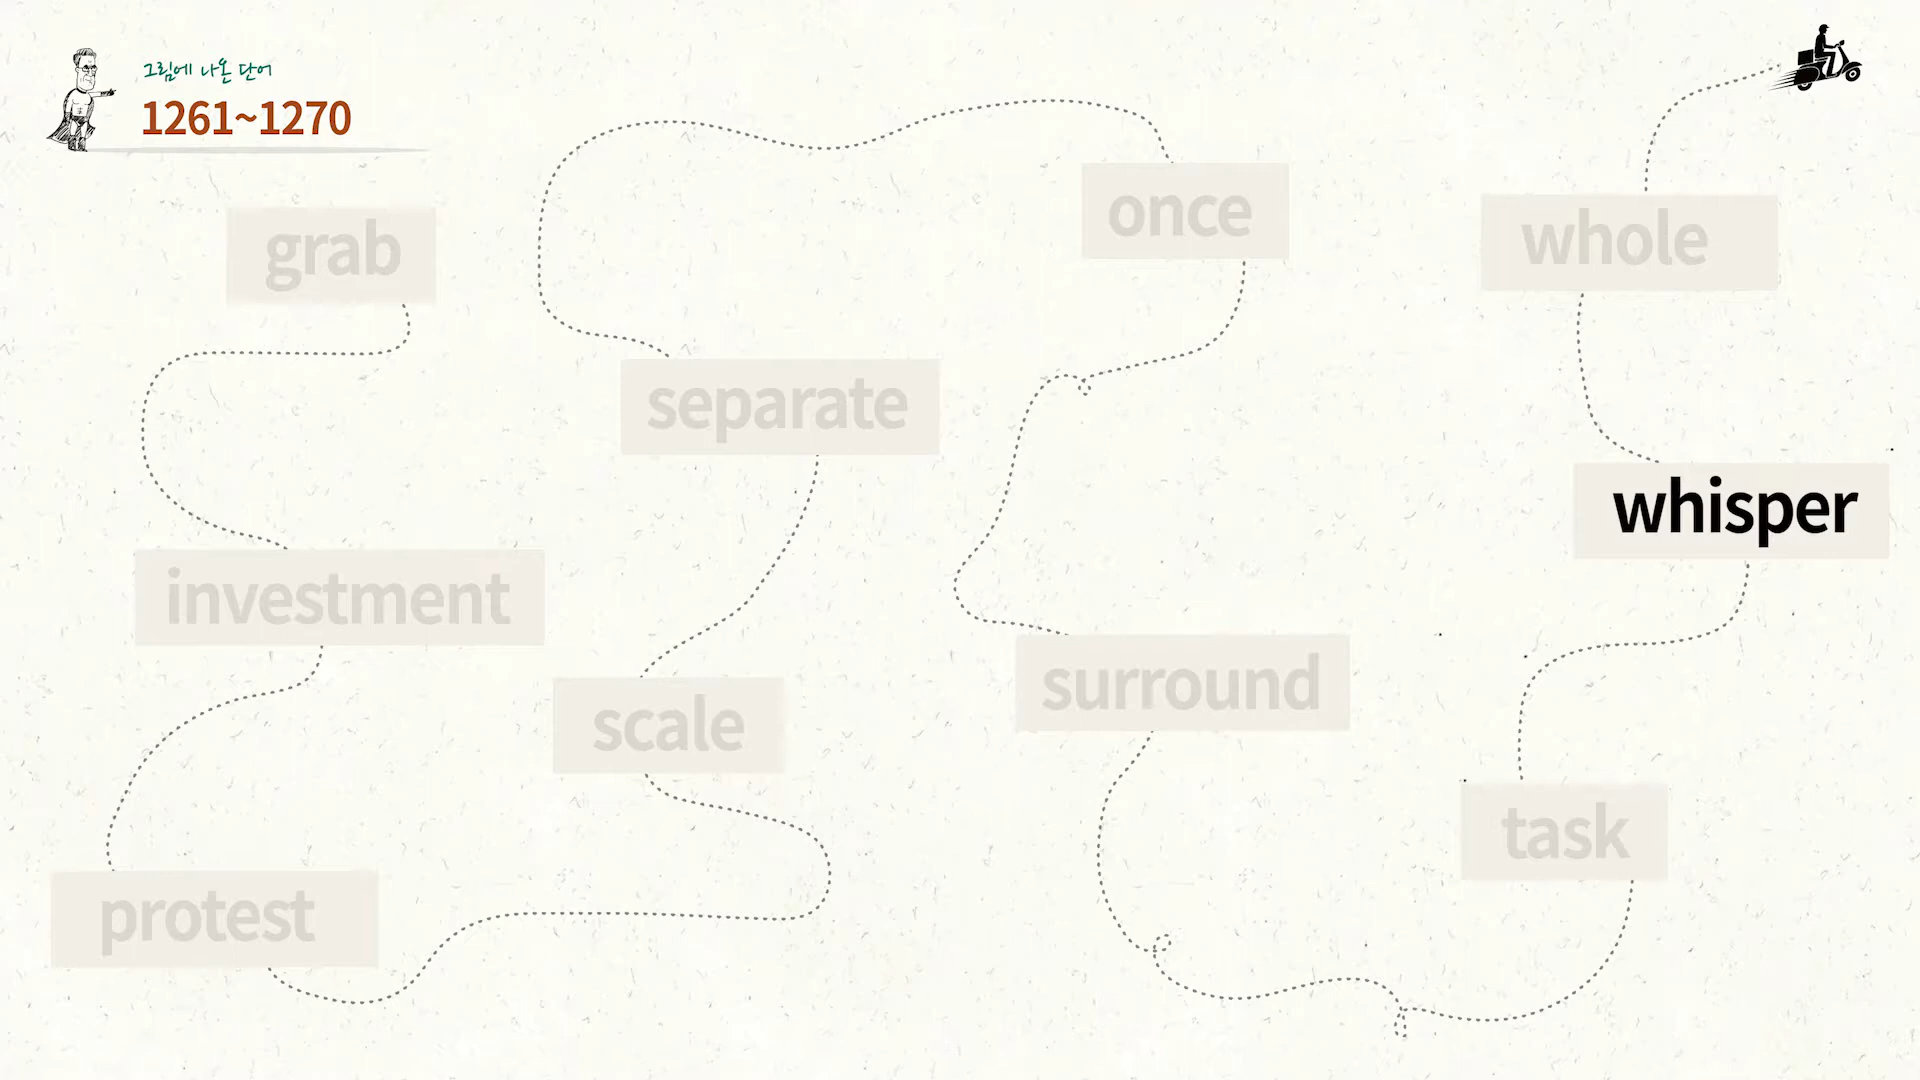 그림에 나온 단어
1261~1270
grab
investment
protest
scale
separate
once
surround
task
whisper
whole